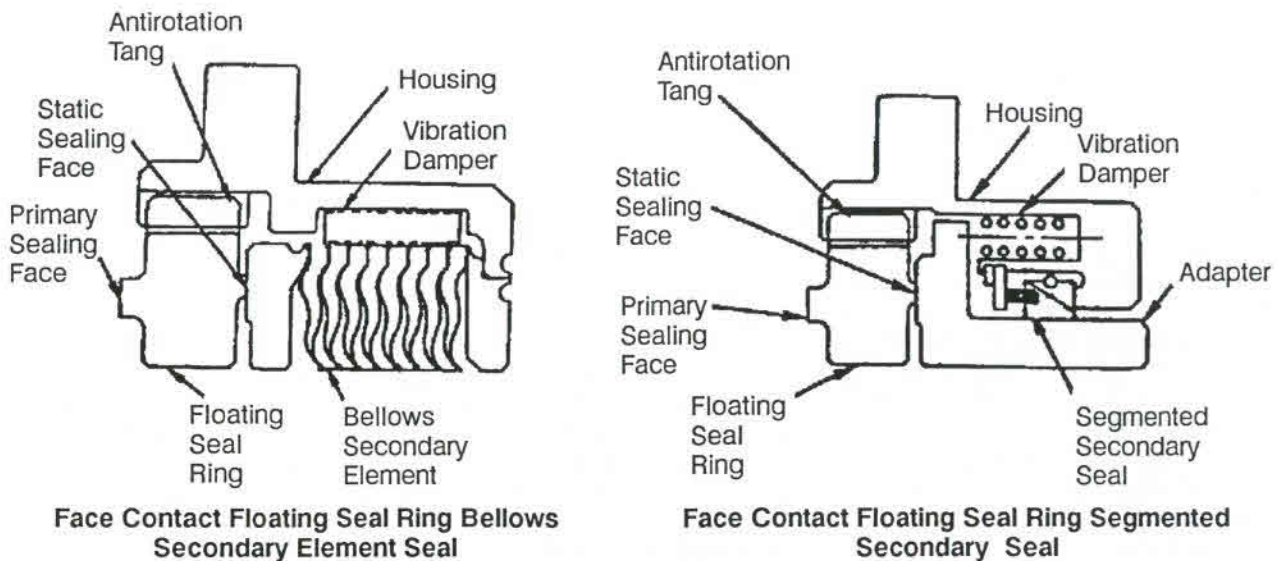 Antirotation
Tang
Housing
Static
Sealing
Face
Vibration
Damper
Primary
Sealing
Face
Floating
Seal
Ring
Bellows
Secondary
Element
Face Contact Floating Seal Ring Bellows
Secondary Element Seal
Antirotation
Tang
Housing
Vibration
Damper
Static
Sealing
Face
Adapter
Primary
Sealing
Face
Floating
Seal
Ring
Segmented
Secondary
Seal
Face Contact Floating Seal Ring Segmented
Secondary Seal